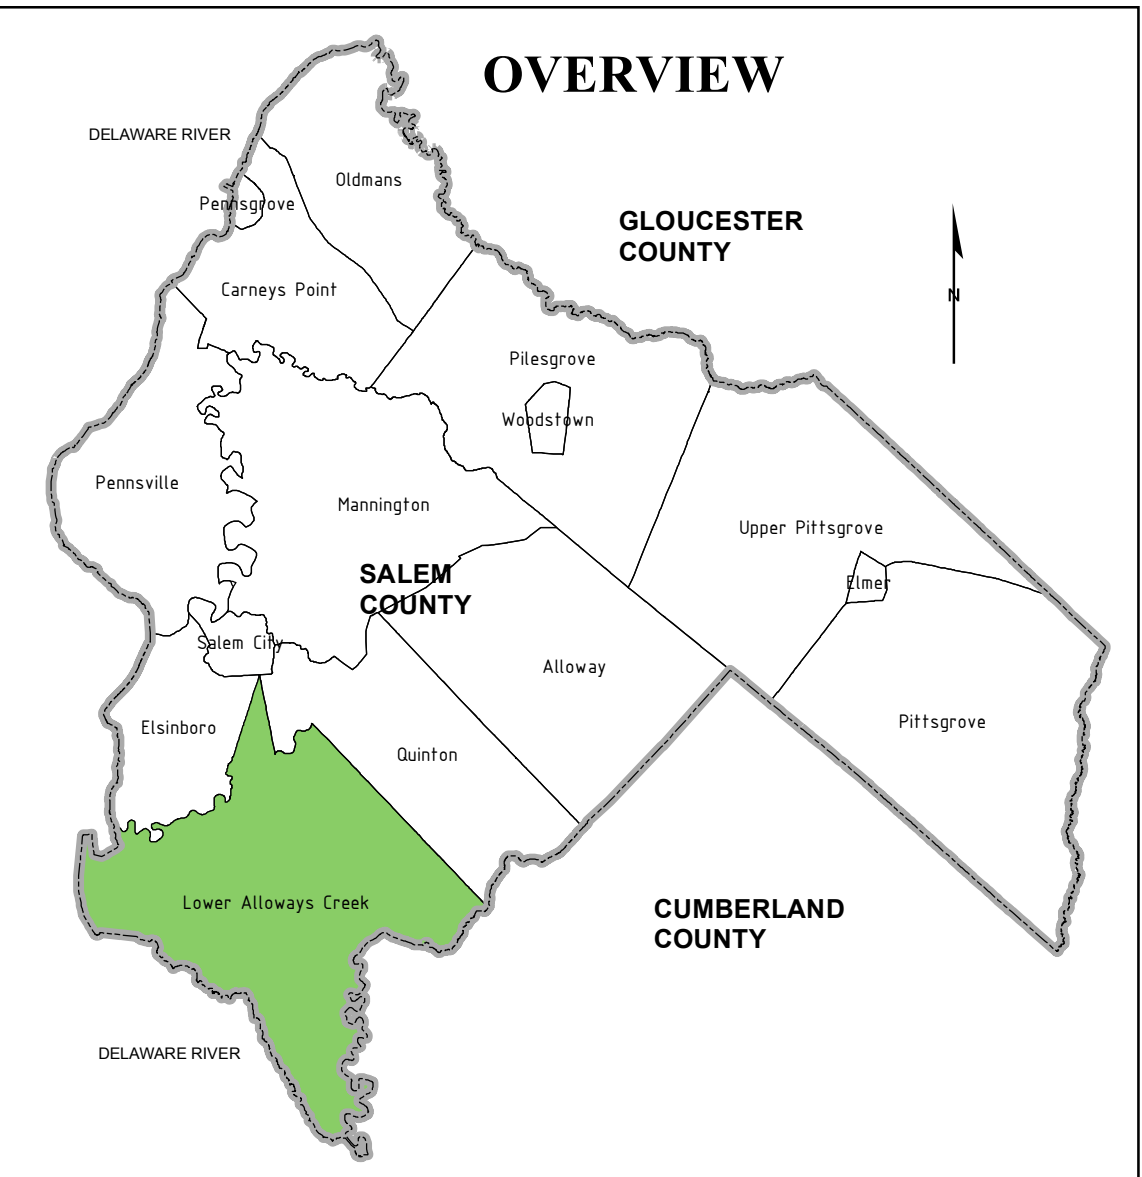 OVERVIEW
DELAWARE RIVER
Oldmans
Pennsgrove
GLOUCESTER
COUNTY
Carneys Point
N
Pilesgrove
Woodstown
Pennsville
Mannington
Upper Pittsgrove
SALEM
COUNTY
Elmer
Salem City
Alloway
Elsinboro
Quinton
Pittsgrove
Lower Alloways Creek
CUMBERLAND
COUNTY
DELAWARE RIVER